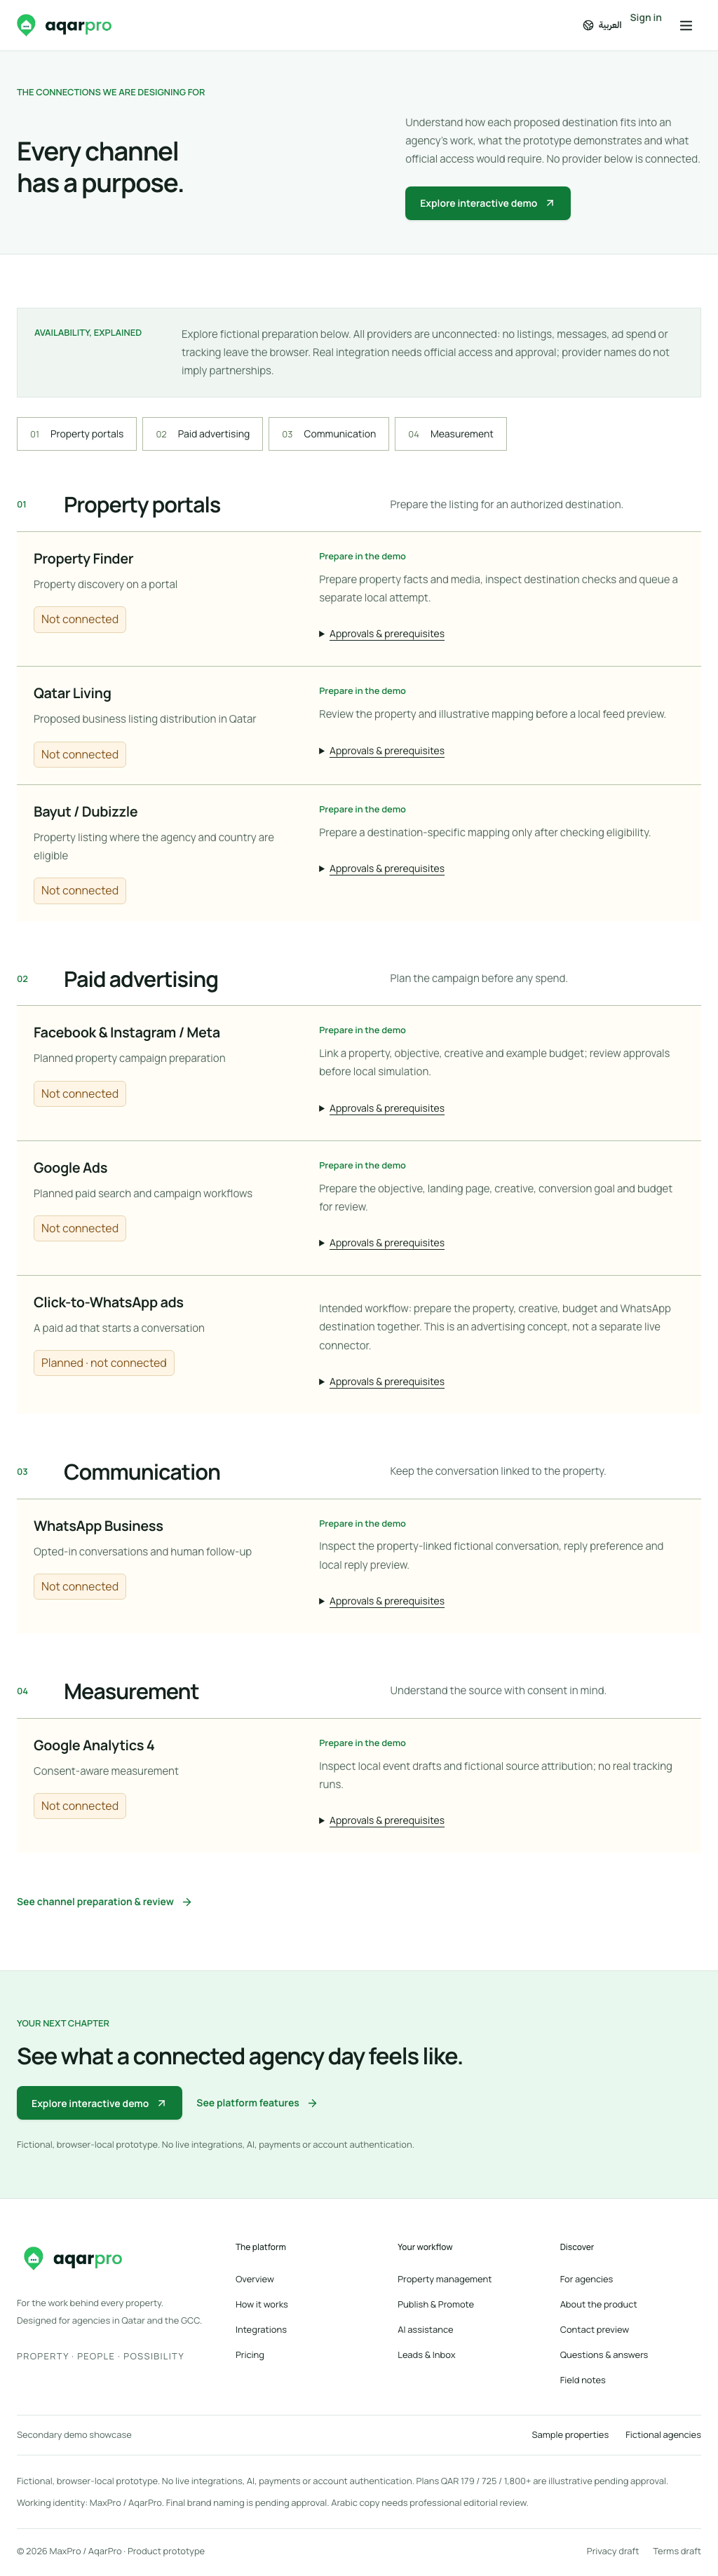 aqarpro
العربية
Sign in
THE CONNECTIONS WE ARE DESIGNING FOR
Every channel
has a purpose.
Understand how each proposed destination fits into an
agency's work, what the prototype demonstrates and what
official access would require. No provider below is connected.
Explore interactive demo
AVAILABILITY, EXPLAINED
Explore fictional preparation below. All providers are unconnected: no listings, messages, ad spend or
tracking leave the browser. Real integration needs official access and approval; provider names do not
imply partnerships.
01 Property portals
02 Paid advertising
03 Communication
04 Measurement
01
Property portals
Prepare the listing for an authorized destination.
Property Finder
Property discovery on a portal
Not connected
Prepare in the demo
Prepare property facts and media, inspect destination checks and queue a
separate local attempt.
Approvals & prerequisites
Qatar Living
Proposed business listing distribution in Qatar
Not connected
Prepare in the demo
Review the property and illustrative mapping before a local feed preview.
Approvals & prerequisites
Bayut / Dubizzle
Property listing where the agency and country are
eligible
Not connected
Prepare in the demo
Prepare a destination-specific mapping only after checking eligibility.
Approvals & prerequisites
02
Paid advertising
Plan the campaign before any spend.
Facebook & Instagram / Meta
Planned property campaign preparation
Not connected
Prepare in the demo
Link a property, objective, creative and example budget; review approvals
before local simulation.
Approvals & prerequisites
Google Ads
Planned paid search and campaign workflows
Not connected
Prepare in the demo
Prepare the objective, landing page, creative, conversion goal and budget
for review.
Approvals & prerequisites
Click-to-WhatsApp ads
A paid ad that starts a conversation
Planned · not connected
Intended workflow: prepare the property, creative, budget and WhatsApp
destination together. This is an advertising concept, not a separate live
connector.
Approvals & prerequisites
03
Communication
Keep the conversation linked to the property.
WhatsApp Business
Opted-in conversations and human follow-up
Not connected
Prepare in the demo
Inspect the property-linked fictional conversation, reply preference and
local reply preview.
Approvals & prerequisites
04
Measurement
Understand the source with consent in mind.
Google Analytics 4
Consent-aware measurement
Not connected
Prepare in the demo
Inspect local event drafts and fictional source attribution; no real tracking
runs.
Approvals & prerequisites
See channel preparation & review
YOUR NEXT CHAPTER
See what a connected agency day feels like.
Explore interactive demo
See platform features
Fictional, browser-local prototype. No live integrations, AI, payments or account authentication.
aqarpro
For the work behind every property.
Designed for agencies in Qatar and the GCC.
PROPERTY · PEOPLE · POSSIBILITY
The platform
Overview
How it works
Integrations
Pricing
Your workflow
Property management
Publish & Promote
AI assistance
Leads & Inbox
Discover
For agencies
About the product
Contact preview
Questions & answers
Field notes
Secondary demo showcase
Sample properties
Fictional agencies
Fictional, browser-local prototype. No live integrations, AI, payments or account authentication. Plans QAR 179 / 725 / 1,800+ are illustrative pending approval.
Working identity: MaxPro / AqarPro. Final brand naming is pending approval. Arabic copy needs professional editorial review.
© 2026 MaxPro / AqarPro · Product prototype
Privacy draft
Terms draft